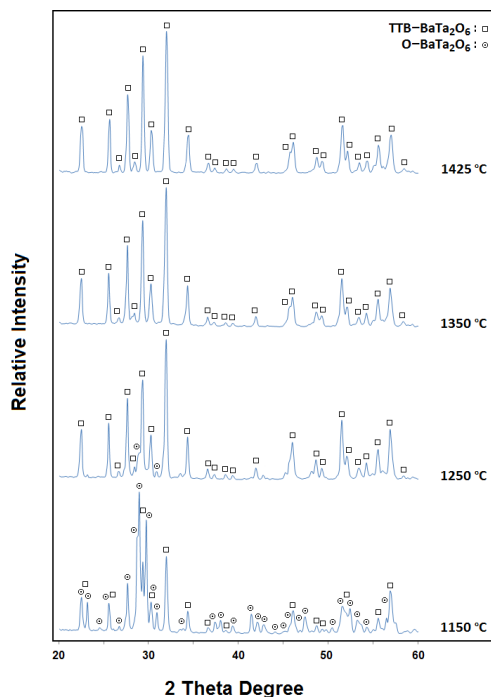 TTB–BaTa₂O₆ :
O–BaTa₂O₆ :
1425 °C
1350 °C
1250 °C
1150 °C
Relative Intensity
20 30 40 50 60
2 Theta Degree